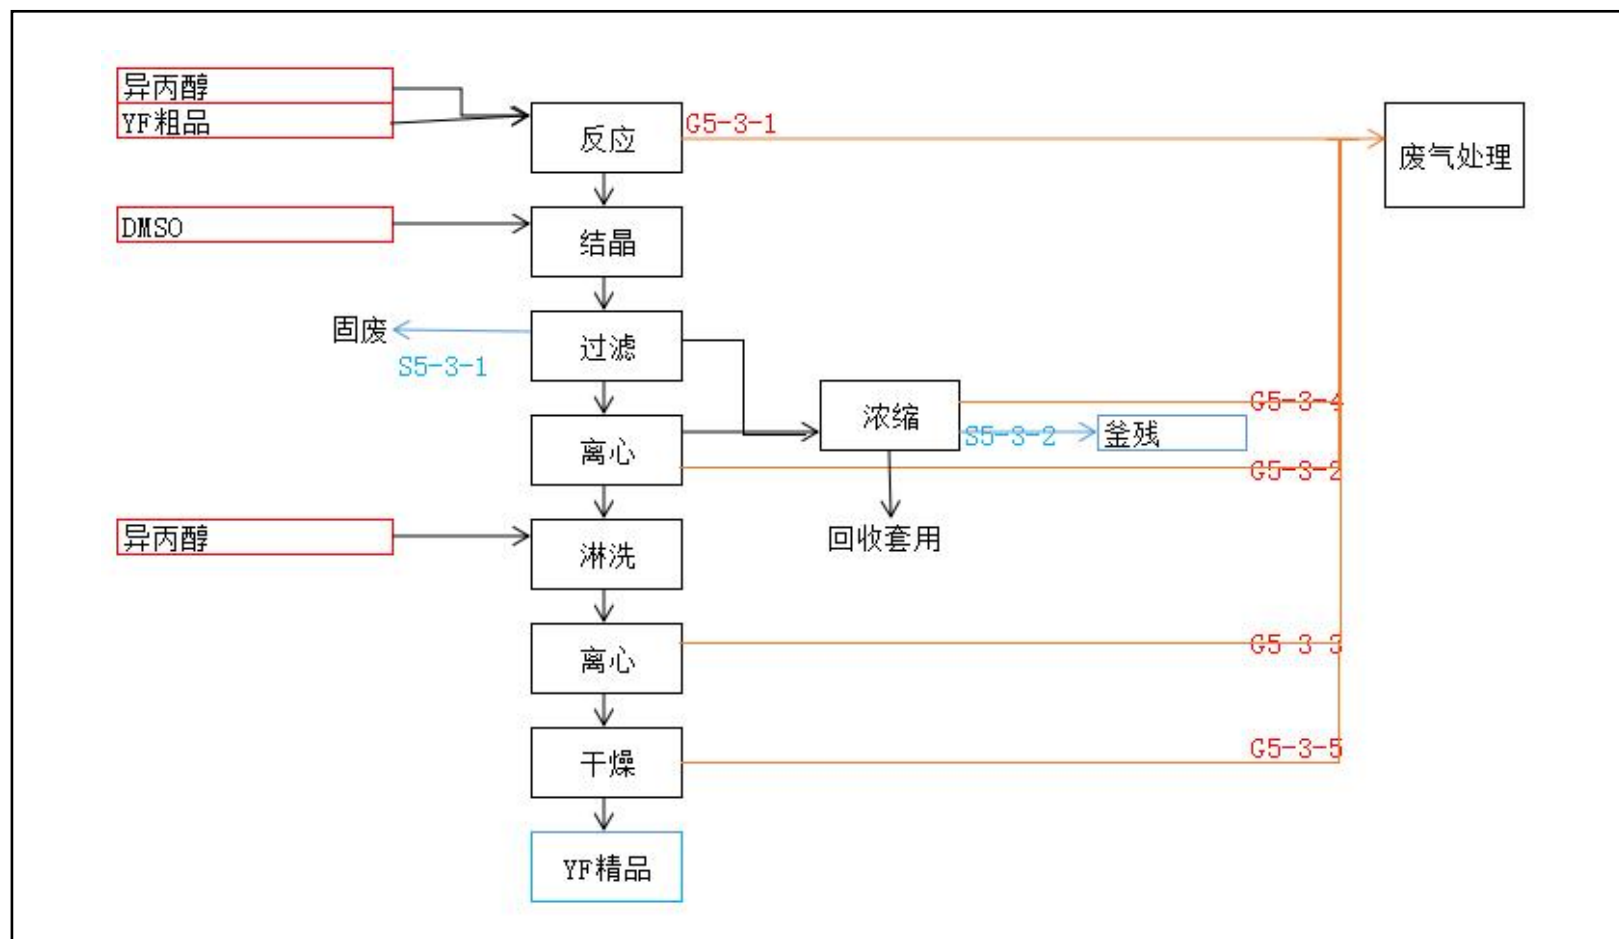 异丙醇
YF粗品
反应
G5-3-1
废气处理
DMSO
结晶
固废
S5-3-1
过滤
浓缩
G5-3-4
S5-3-2
釜残
离心
G5-3-2
异丙醇
淋洗
回收套用
离心
G5-3-3
干燥
G5-3-5
YF精品